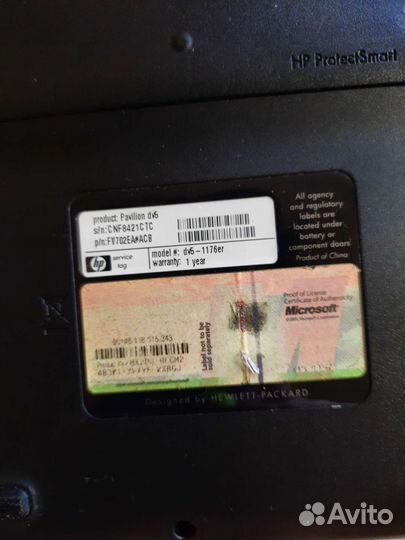 HP ProtectSmart
product: Pavilion dv5
s/n: CNF8421CTC
p/n: FV702EA#ACB
hp
service
tag
model #: dv5-1176er
warranty: 1 year
All agency
and regulatory
labels are
located under
battery or
component doors.
Product of China
Proof of License
Certificate of Authenticity
Microsoft
Label not to be
sold separately
Designed by HEWLETT-PACKARD
Avito